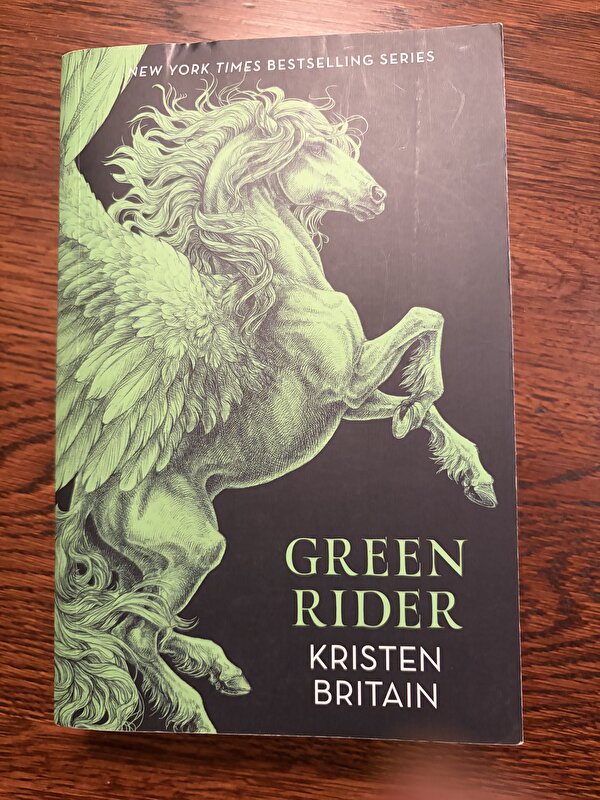 NEW YORK TIMES BESTSELLING SERIES
GREEN
RIDER
KRISTEN
BRITAIN